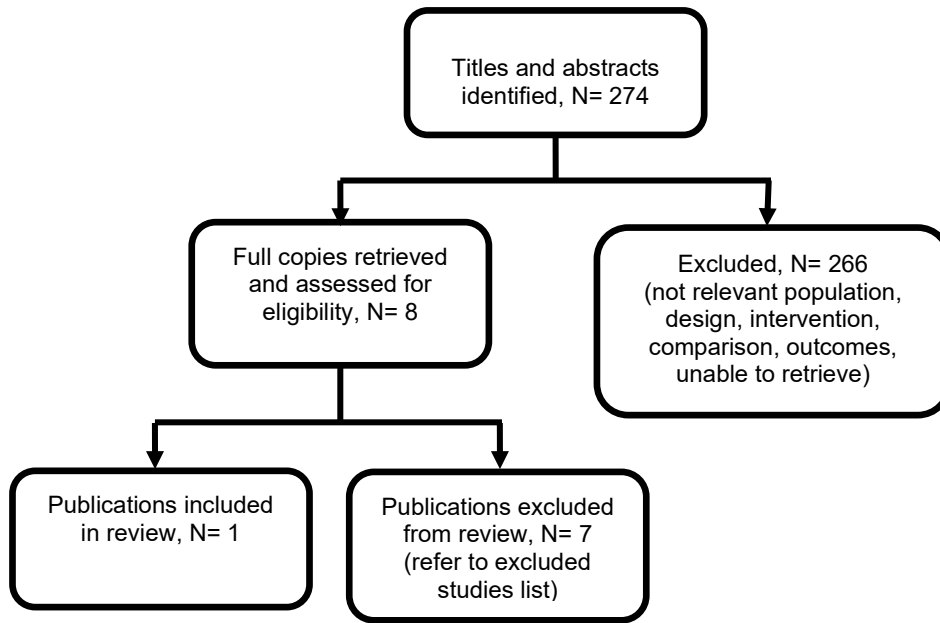 Titles and abstracts
identified, N= 274
Full copies retrieved
and assessed for
eligibility, N= 8
Excluded, N= 266
(not relevant population,
design, intervention,
comparison, outcomes,
unable to retrieve)
Publications included
in review, N= 1
Publications excluded
from review, N= 7
(refer to excluded
studies list)